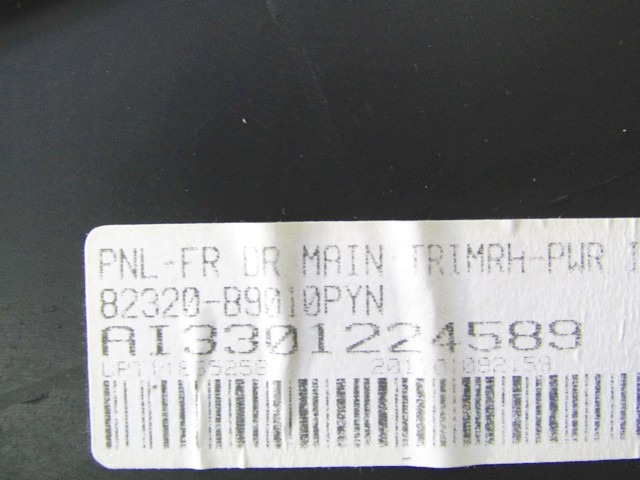 PNL-FR DR MAIN TRIMRH-PWR
82320-B9010PYN
AI3301224589